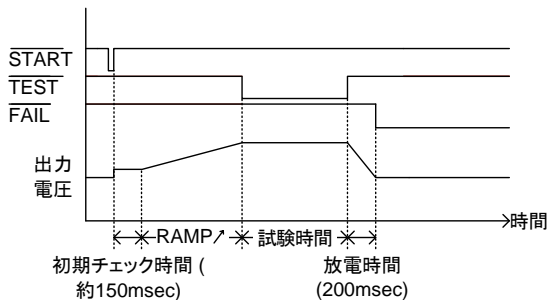 START
TEST
FAIL
出力
電圧
時間
RAMP↗
試験時間
初期チェック時間 (
約150msec)
放電時間
(200msec)